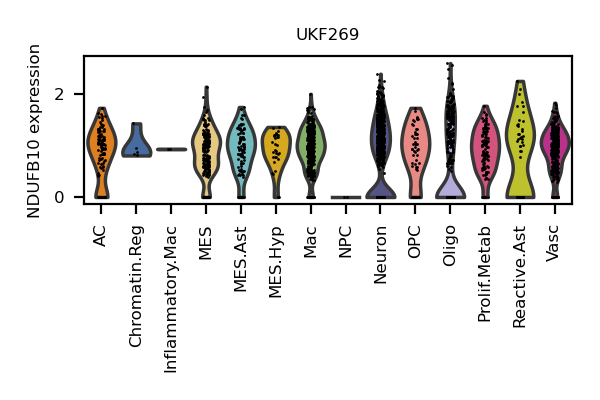 UKF269
NDUFB10 expression
2
0
AC
Chromatin.Reg
Inflammatory.Mac
MES
MES.Ast
MES.Hyp
Mac
NPC
Neuron
OPC
Oligo
Prolif.Metab
Reactive.Ast
Vasc